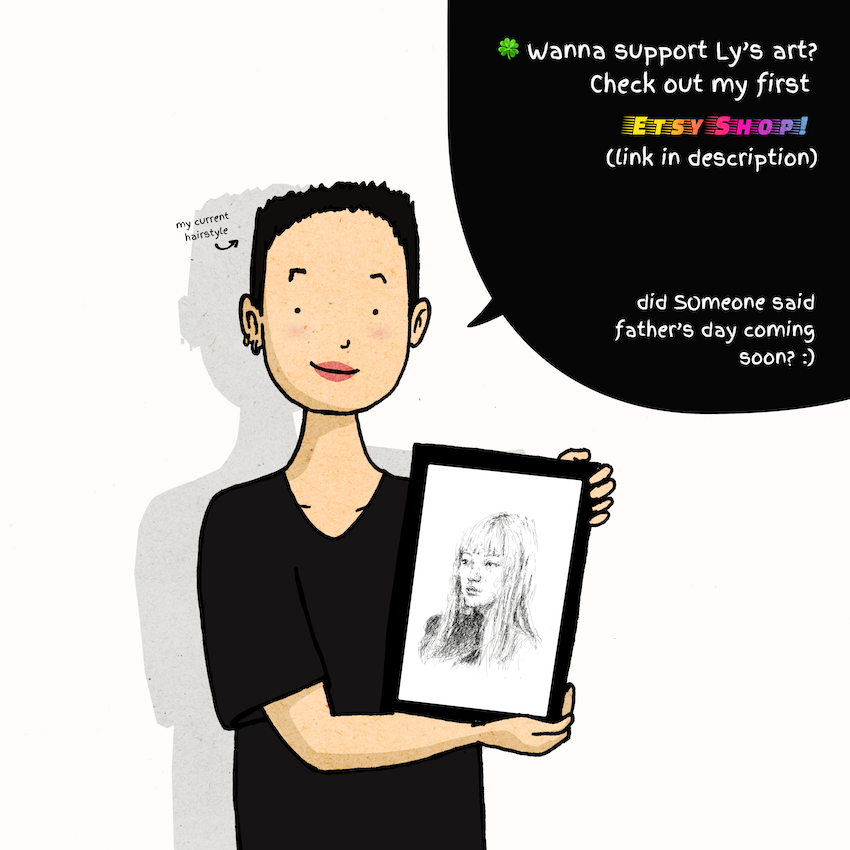 🍀 Wanna support Ly's art?
Check out my first
Etsy Shop!
(link in description)
my current
hairstyle
did Someone said
father's day coming
soon? :)